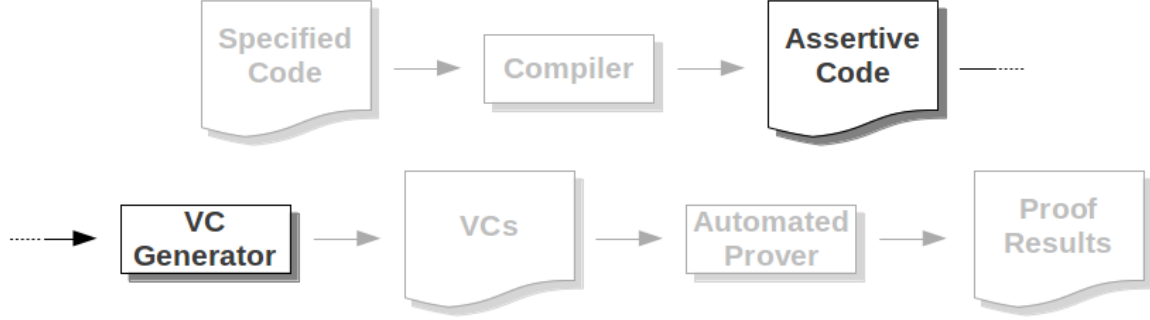 Specified
Code
Compiler
Assertive
Code
VC
Generator
VCs
Automated
Prover
Proof
Results